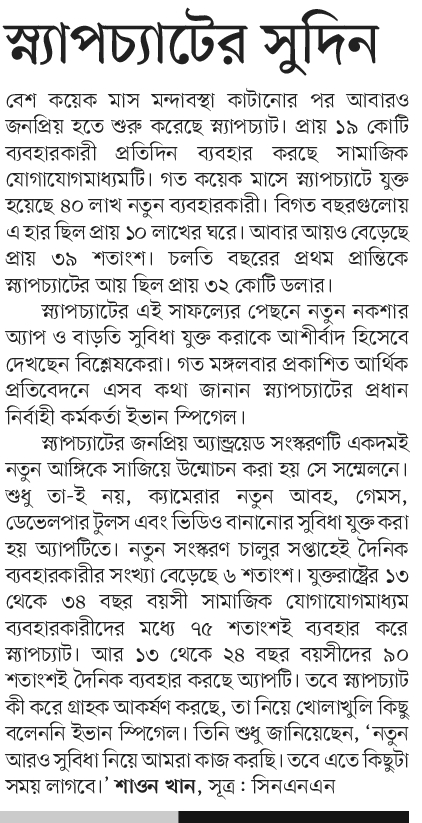 স্ন্যাপচ্যাটের সুদিন
বেশ কয়েক মাস মন্দাবস্থা কাটানোর পর আবারও
জনপ্রিয় হতে শুরু করেছে স্ন্যাপচ্যাট। প্রায় ১৯ কোটি
ব্যবহারকারী প্রতিদিন ব্যবহার করছে সামাজিক
যোগাযোগমাধ্যমটি। গত কয়েক মাসে স্ন্যাপচ্যাটে যুক্ত
হয়েছে ৪০ লাখ নতুন ব্যবহারকারী। বিগত বছরগুলোয়
এ হার ছিল প্রায় ১০ লাখের ঘরে। আবার আয়ও বেড়েছে
প্রায় ৩৯ শতাংশ। চলতি বছরের প্রথম প্রান্তিকে
স্ন্যাপচ্যাটের আয় ছিল প্রায় ৩২ কোটি ডলার।
স্ন্যাপচ্যাটের এই সাফল্যের পেছনে নতুন নকশার
অ্যাপ ও বাড়তি সুবিধা যুক্ত করাকে আশীর্বাদ হিসেবে
দেখছেন বিশ্লেষকেরা। গত মঙ্গলবার প্রকাশিত আর্থিক
প্রতিবেদনে এসব কথা জানান স্ন্যাপচ্যাটের প্রধান
নির্বাহী কর্মকর্তা ইভান স্পিগেল।
স্ন্যাপচ্যাটের জনপ্রিয় অ্যান্ড্রয়েড সংস্করণটি একদমই
নতুন আঙ্গিকে সাজিয়ে উন্মোচন করা হয় সে সম্মেলনে।
শুধু তা-ই নয়, ক্যামেরার নতুন আবহ, গেমস,
ডেভেলপার টুলস এবং ভিডিও বানানোর সুবিধা যুক্ত করা
হয় অ্যাপটিতে। নতুন সংস্করণ চালুর সপ্তাহেই দৈনিক
ব্যবহারকারীর সংখ্যা বেড়েছে ৬ শতাংশ। যুক্তরাষ্ট্রের ১৩
থেকে ৩৪ বছর বয়সী সামাজিক যোগাযোগমাধ্যম
ব্যবহারকারীদের মধ্যে ৭৫ শতাংশই ব্যবহার করে
স্ন্যাপচ্যাট। আর ১৩ থেকে ২৪ বছর বয়সীদের ৯০
শতাংশই দৈনিক ব্যবহার করছে অ্যাপটি। তবে স্ন্যাপচ্যাট
কী করে গ্রাহক আকর্ষণ করছে, তা নিয়ে খোলাখুলি কিছু
বলেননি ইভান স্পিগেল। তিনি শুধু জানিয়েছেন, ‘নতুন
আরও সুবিধা নিয়ে আমরা কাজ করছি। তবে এতে কিছুটা
সময় লাগবে।’ শাওন খান, সূত্র : সিনএনএন